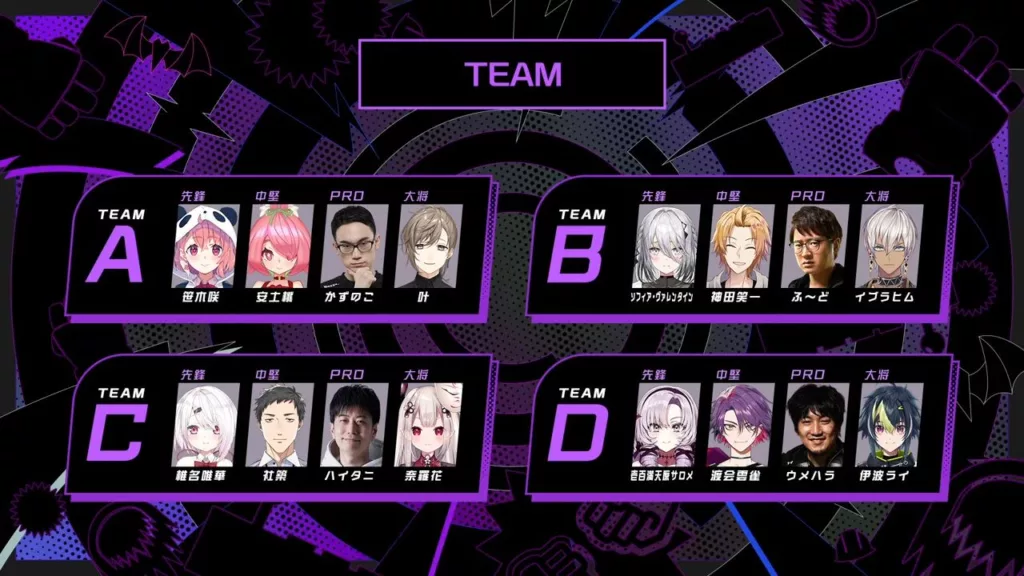 TEAM
TEAM
A
先鋒 中堅 PRO 大将
笹木咲 安土桃 かずのこ 叶
TEAM
B
先鋒 中堅 PRO 大将
ソフィア・ヴァレンタイン 神田笑一 ふ〜ど イブラヒム
TEAM
C
先鋒 中堅 PRO 大将
椎名唯華 社築 ハイタニ 奈羅花
TEAM
D
先鋒 中堅 PRO 大将
壱百満天原サロメ 渡会雲雀 ウメハラ 伊波ライ